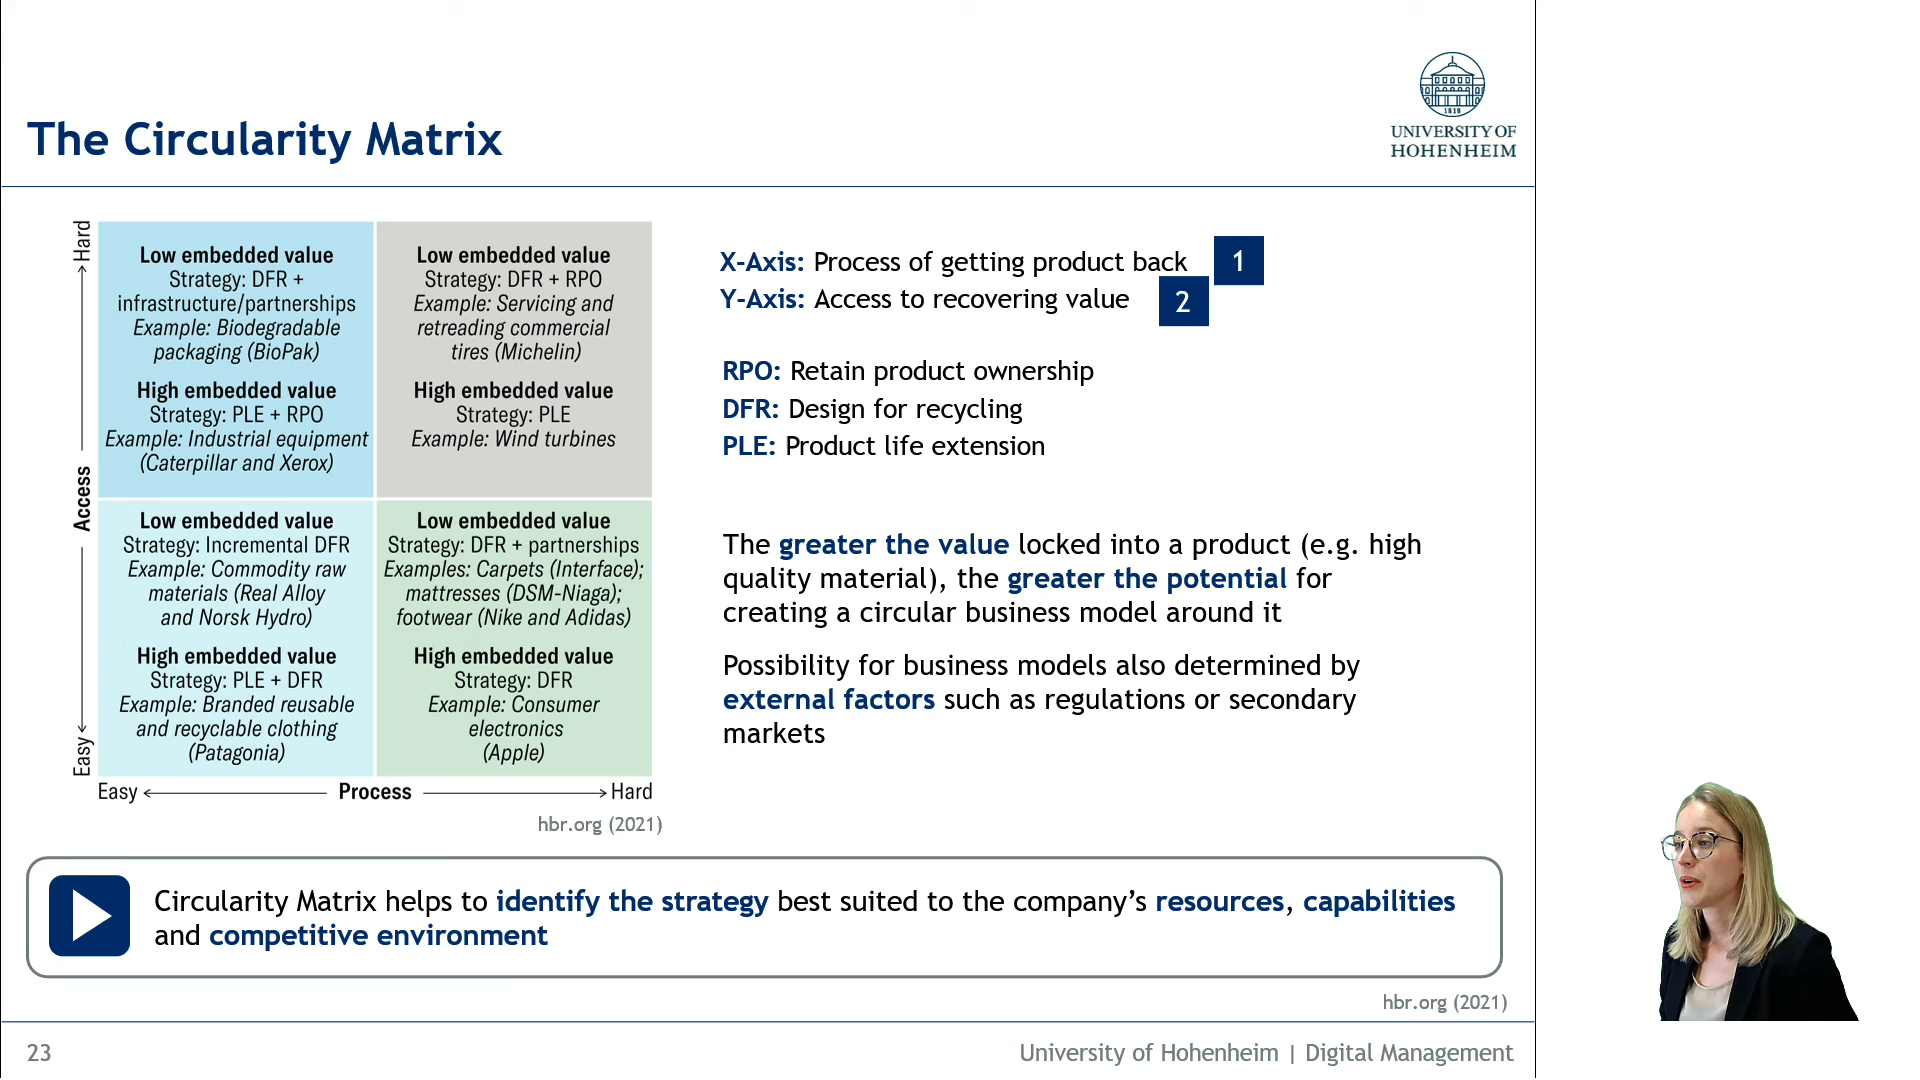 The Circularity Matrix
1818
UNIVERSITY OF
HOHENHEIM
Hard
Access
Easy
Low embedded value
Strategy: DFR +
infrastructure/partnerships
Example: Biodegradable
packaging (BioPak)
High embedded value
Strategy: PLE + RPO
Example: Industrial equipment
(Caterpillar and Xerox)
Low embedded value
Strategy: DFR + RPO
Example: Servicing and
retreading commercial
tires (Michelin)
High embedded value
Strategy: PLE
Example: Wind turbines
Low embedded value
Strategy: Incremental DFR
Example: Commodity raw
materials (Real Alloy
and Norsk Hydro)
High embedded value
Strategy: PLE + DFR
Example: Branded reusable
and recyclable clothing
(Patagonia)
Low embedded value
Strategy: DFR + partnerships
Examples: Carpets (Interface);
mattresses (DSM-Niaga);
footwear (Nike and Adidas)
High embedded value
Strategy: DFR
Example: Consumer
electronics
(Apple)
Easy Process Hard
hbr.org (2021)
X-Axis: Process of getting product back 1
Y-Axis: Access to recovering value 2
RPO: Retain product ownership
DFR: Design for recycling
PLE: Product life extension
The greater the value locked into a product (e.g. high
quality material), the greater the potential for
creating a circular business model around it
Possibility for business models also determined by
external factors such as regulations or secondary
markets
Circularity Matrix helps to identify the strategy best suited to the company's resources, capabilities
and competitive environment
hbr.org (2021)
23
University of Hohenheim | Digital Management